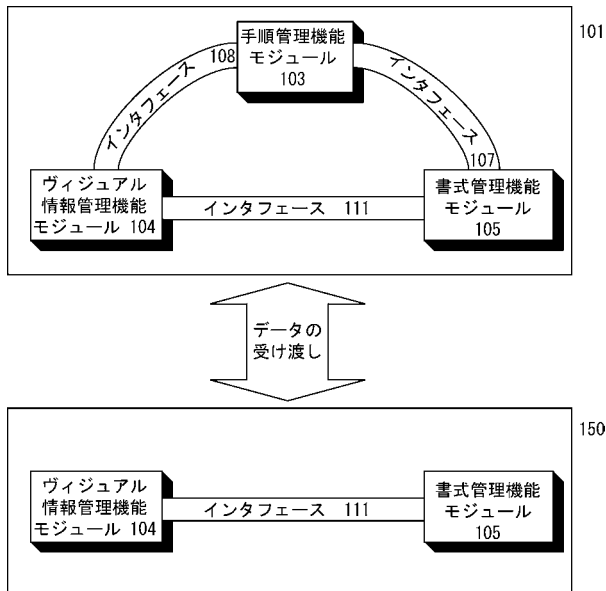 101
手順管理機能
モジュール
103
インタフェース 108
インタフェース 107
ヴィジュアル
情報管理機能
モジュール 104
インタフェース 111
書式管理機能
モジュール
105
データの
受け渡し
150
ヴィジュアル
情報管理機能
モジュール 104
インタフェース 111
書式管理機能
モジュール
105